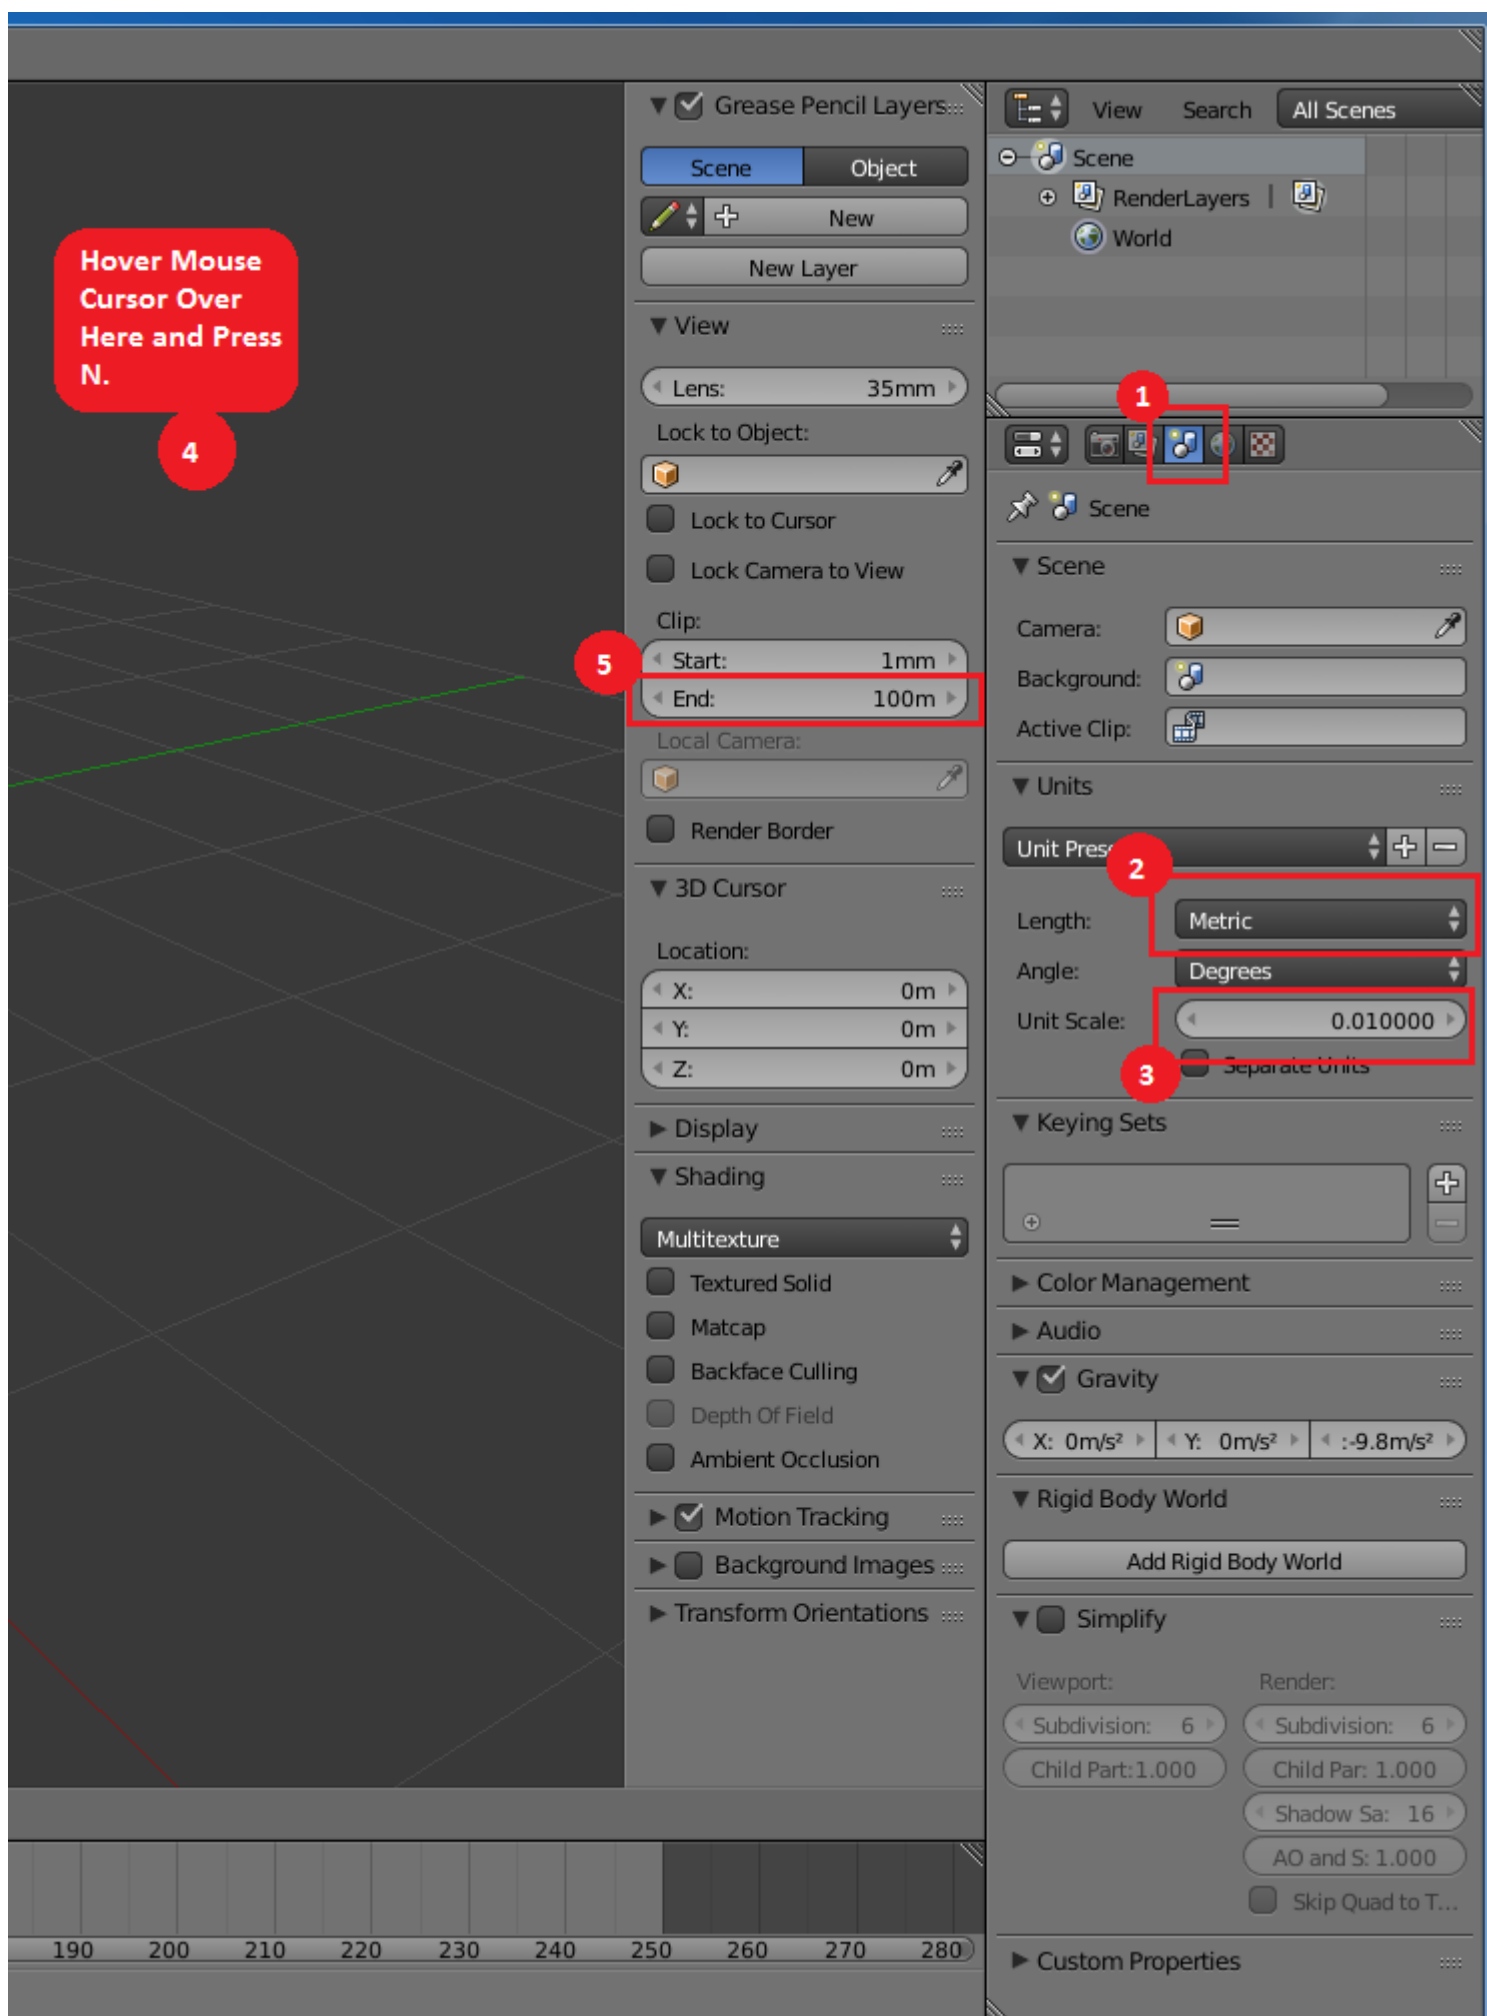 Hover Mouse
Cursor Over
Here and Press
N.
4
Grease Pencil Layers
Scene Object
New
New Layer
View
Lens: 35mm
Lock to Object:
Lock to Cursor
Lock Camera to View
Clip:
5
Start: 1mm
End: 100m
Local Camera:
Render Border
3D Cursor
Location:
X: 0m
Y: 0m
Z: 0m
Display
Shading
Multitexture
Textured Solid
Matcap
Backface Culling
Depth Of Field
Ambient Occlusion
Motion Tracking
Background Images
Transform Orientations
View Search All Scenes
Scene
RenderLayers |
World
1
Scene
Scene
Camera:
Background:
Active Clip:
Units
Unit Pres
2
Length: Metric
Angle: Degrees
Unit Scale: 0.010000
3
Separate Units
Keying Sets
Color Management
Audio
Gravity
X: 0m/s² Y: 0m/s² :-9.8m/s²
Rigid Body World
Add Rigid Body World
Simplify
Viewport: Render:
Subdivision: 6 Subdivision: 6
Child Part:1.000 Child Par: 1.000
Shadow Sa: 16
AO and S: 1.000
Skip Quad to T...
Custom Properties
190 200 210 220 230 240 250 260 270 280